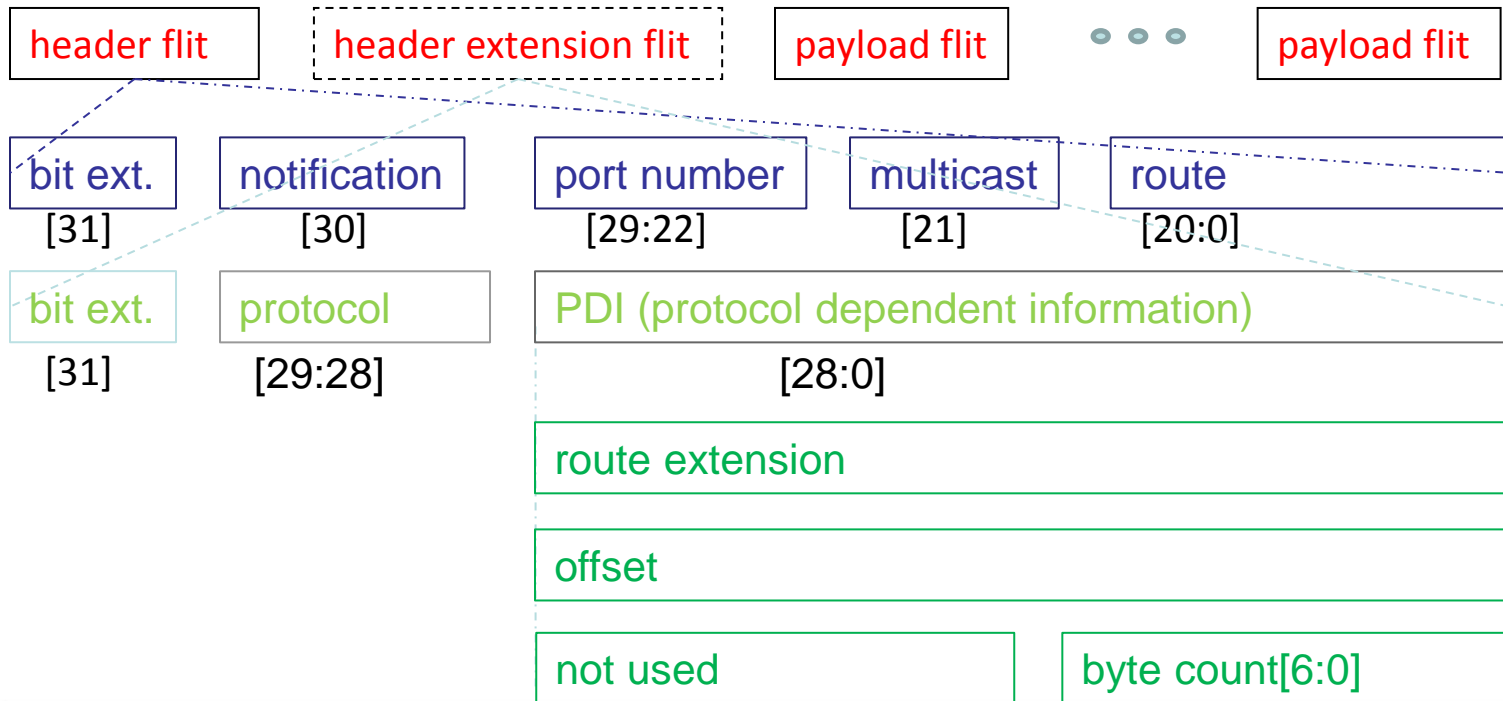 header flit header extension flit payload flit payload flit
bit ext. notification port number multicast route
[31] [30] [29:22] [21] [20:0]
bit ext. protocol PDI (protocol dependent information)
[31] [29:28] [28:0]
route extension
offset
not used byte count[6:0]